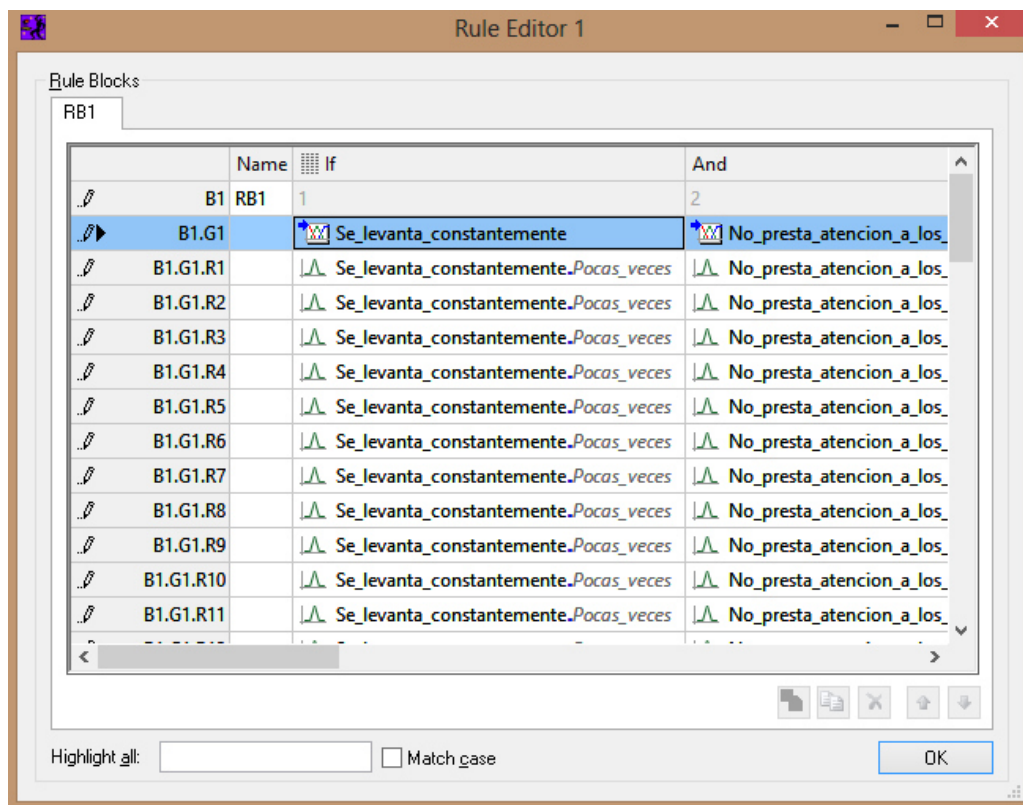 Rule Editor 1
Rule Blocks
RB1
Name If And
B1 RB1 1 2
B1.G1 Se_levanta_constantemente No_presta_atencion_a_los_
B1.G1.R1 Se_levanta_constantemente.Pocas_veces No_presta_atencion_a_los_
B1.G1.R2 Se_levanta_constantemente.Pocas_veces No_presta_atencion_a_los_
B1.G1.R3 Se_levanta_constantemente.Pocas_veces No_presta_atencion_a_los_
B1.G1.R4 Se_levanta_constantemente.Pocas_veces No_presta_atencion_a_los_
B1.G1.R5 Se_levanta_constantemente.Pocas_veces No_presta_atencion_a_los_
B1.G1.R6 Se_levanta_constantemente.Pocas_veces No_presta_atencion_a_los_
B1.G1.R7 Se_levanta_constantemente.Pocas_veces No_presta_atencion_a_los_
B1.G1.R8 Se_levanta_constantemente.Pocas_veces No_presta_atencion_a_los_
B1.G1.R9 Se_levanta_constantemente.Pocas_veces No_presta_atencion_a_los_
B1.G1.R10 Se_levanta_constantemente.Pocas_veces No_presta_atencion_a_los_
B1.G1.R11 Se_levanta_constantemente.Pocas_veces No_presta_atencion_a_los_
Highlight all: Match case OK